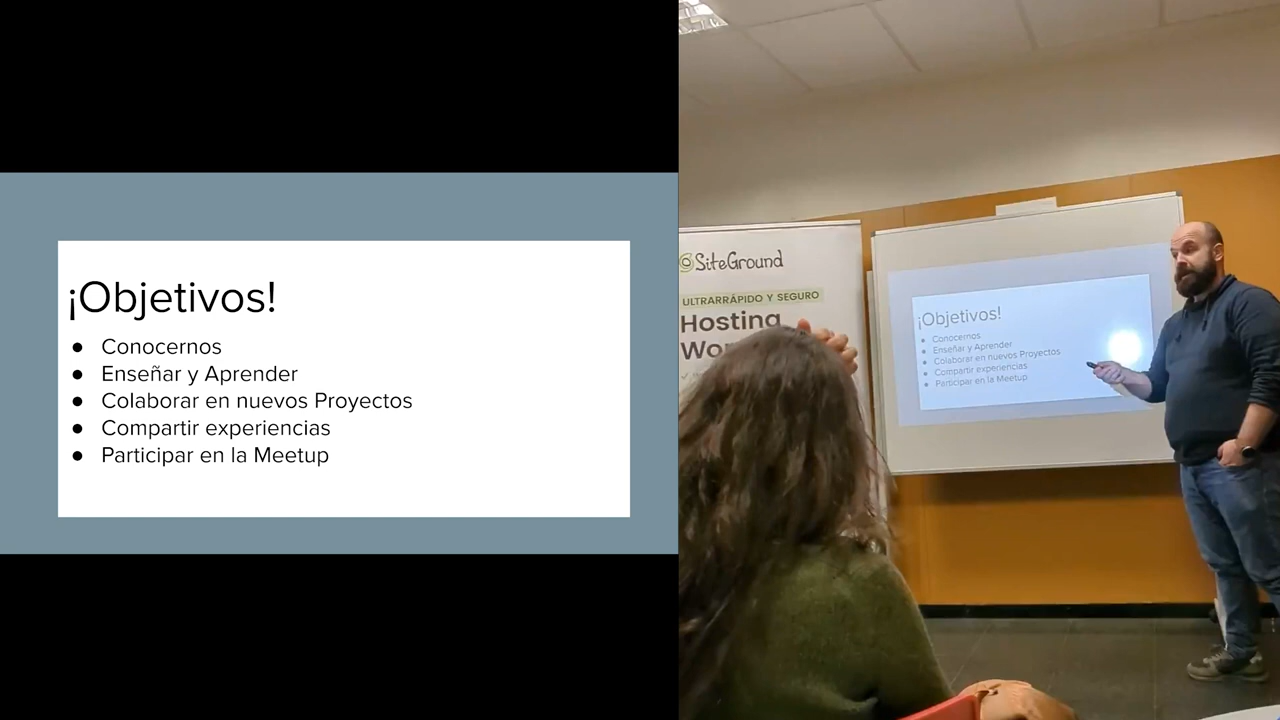 ¡Objetivos!
● Conocernos
● Enseñar y Aprender
● Colaborar en nuevos Proyectos
● Compartir experiencias
● Participar en la Meetup
SiteGround
ULTRARRÁPIDO Y SEGURO
Hosting
¡Objetivos!
● Conocernos
● Enseñar y Aprender
● Colaborar en nuevos Proyectos
● Compartir experiencias
● Participar en la Meetup